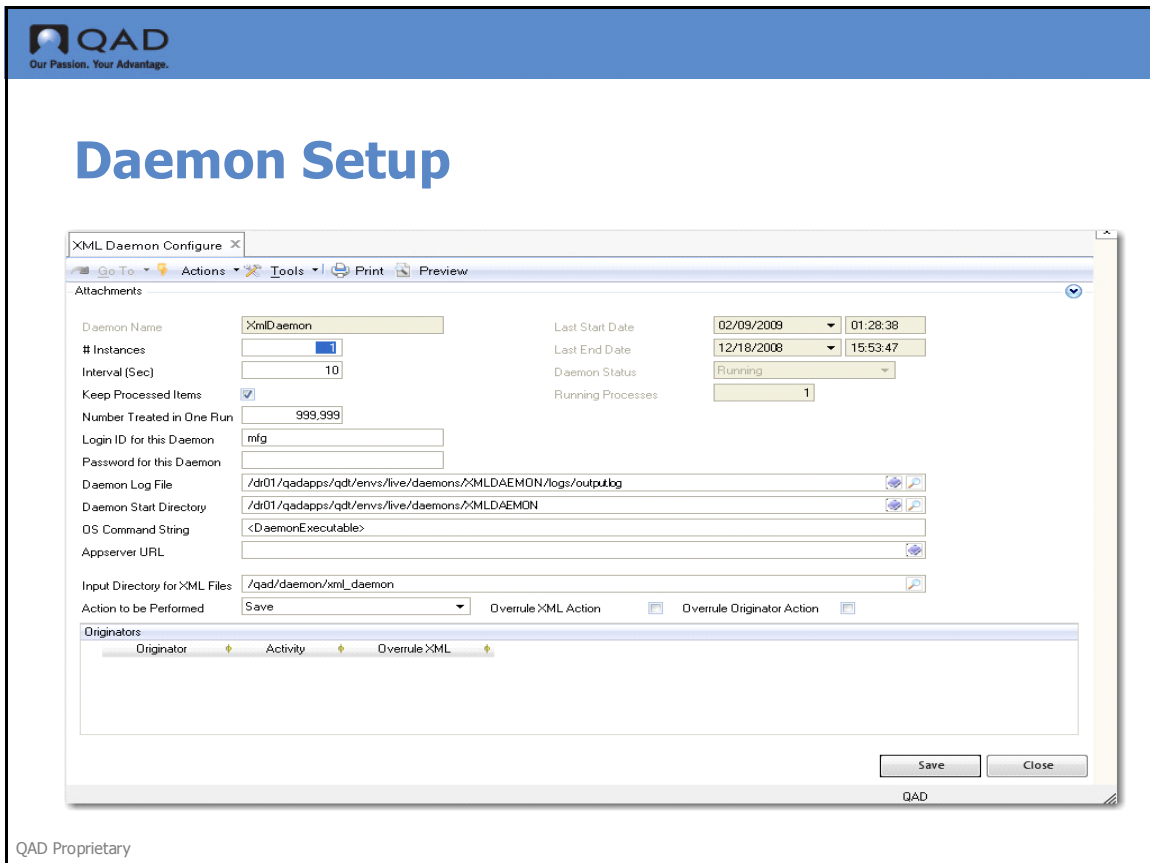 QAD
Our Passion. Your Advantage.
Daemon Setup
XML Daemon Configure
Go To Actions Tools Print Preview
Attachments
Daemon Name XmlDaemon Last Start Date 02/09/2009 01:28:38
# Instances 1 Last End Date 12/18/2008 15:53:47
Interval (Sec) 10 Daemon Status Running
Keep Processed Items Running Processes 1
Number Treated in One Run 999,999
Login ID for this Daemon mfg
Password for this Daemon
Daemon Log File /dr01/qadapps/qdt/envs/live/daemons/XMLDAEMON/logs/output.log
Daemon Start Directory /dr01/qadapps/qdt/envs/live/daemons/XMLDAEMON
OS Command String <DaemonExecutable>
Appserver URL
Input Directory for XML Files /qad/daemon/xml_daemon
Action to be Performed Save Overrule XML Action Overrule Originator Action
Originators
Originator Activity Overrule XML
Save Close
QAD
QAD Proprietary